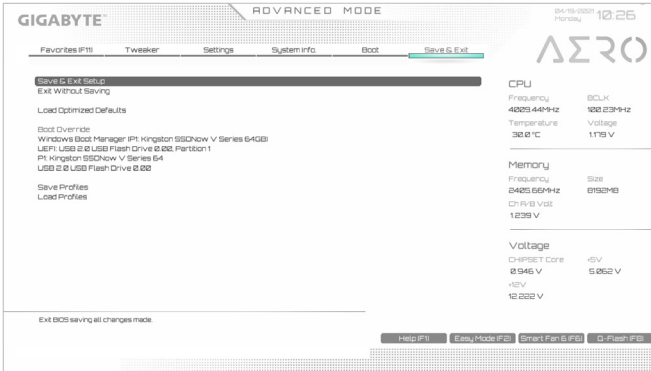 GIGABYTE™
ADVANCED MODE
04/19/2021
Monday
10:26
Favorites (F11)
Tweaker
Settings
System Info.
Boot
Save & Exit
AERO
Save & Exit Setup
Exit Without Saving
Load Optimized Defaults
Boot Override
Windows Boot Manager (P1: Kingston SSDNow V Series 64GB)
UEFI: USB 2.0 USB Flash Drive 0.00, Partition 1
P1: Kingston SSDNow V Series 64
USB 2.0 USB Flash Drive 0.00
Save Profiles
Load Profiles
CPU
Frequency
BCLK
4009.44MHz
100.23MHz
Temperature
Voltage
30.0 °C
1.179 V
Memory
Frequency
Size
2405.66MHz
8192MB
Ch A/B Volt
1.239 V
Voltage
CHIPSET Core
+5V
0.946 V
5.062 V
+12V
12.222 V
Exit BIOS saving all changes made.
Help (F1)
Easy Mode (F2)
Smart Fan 6 (F6)
Q-Flash (F8)